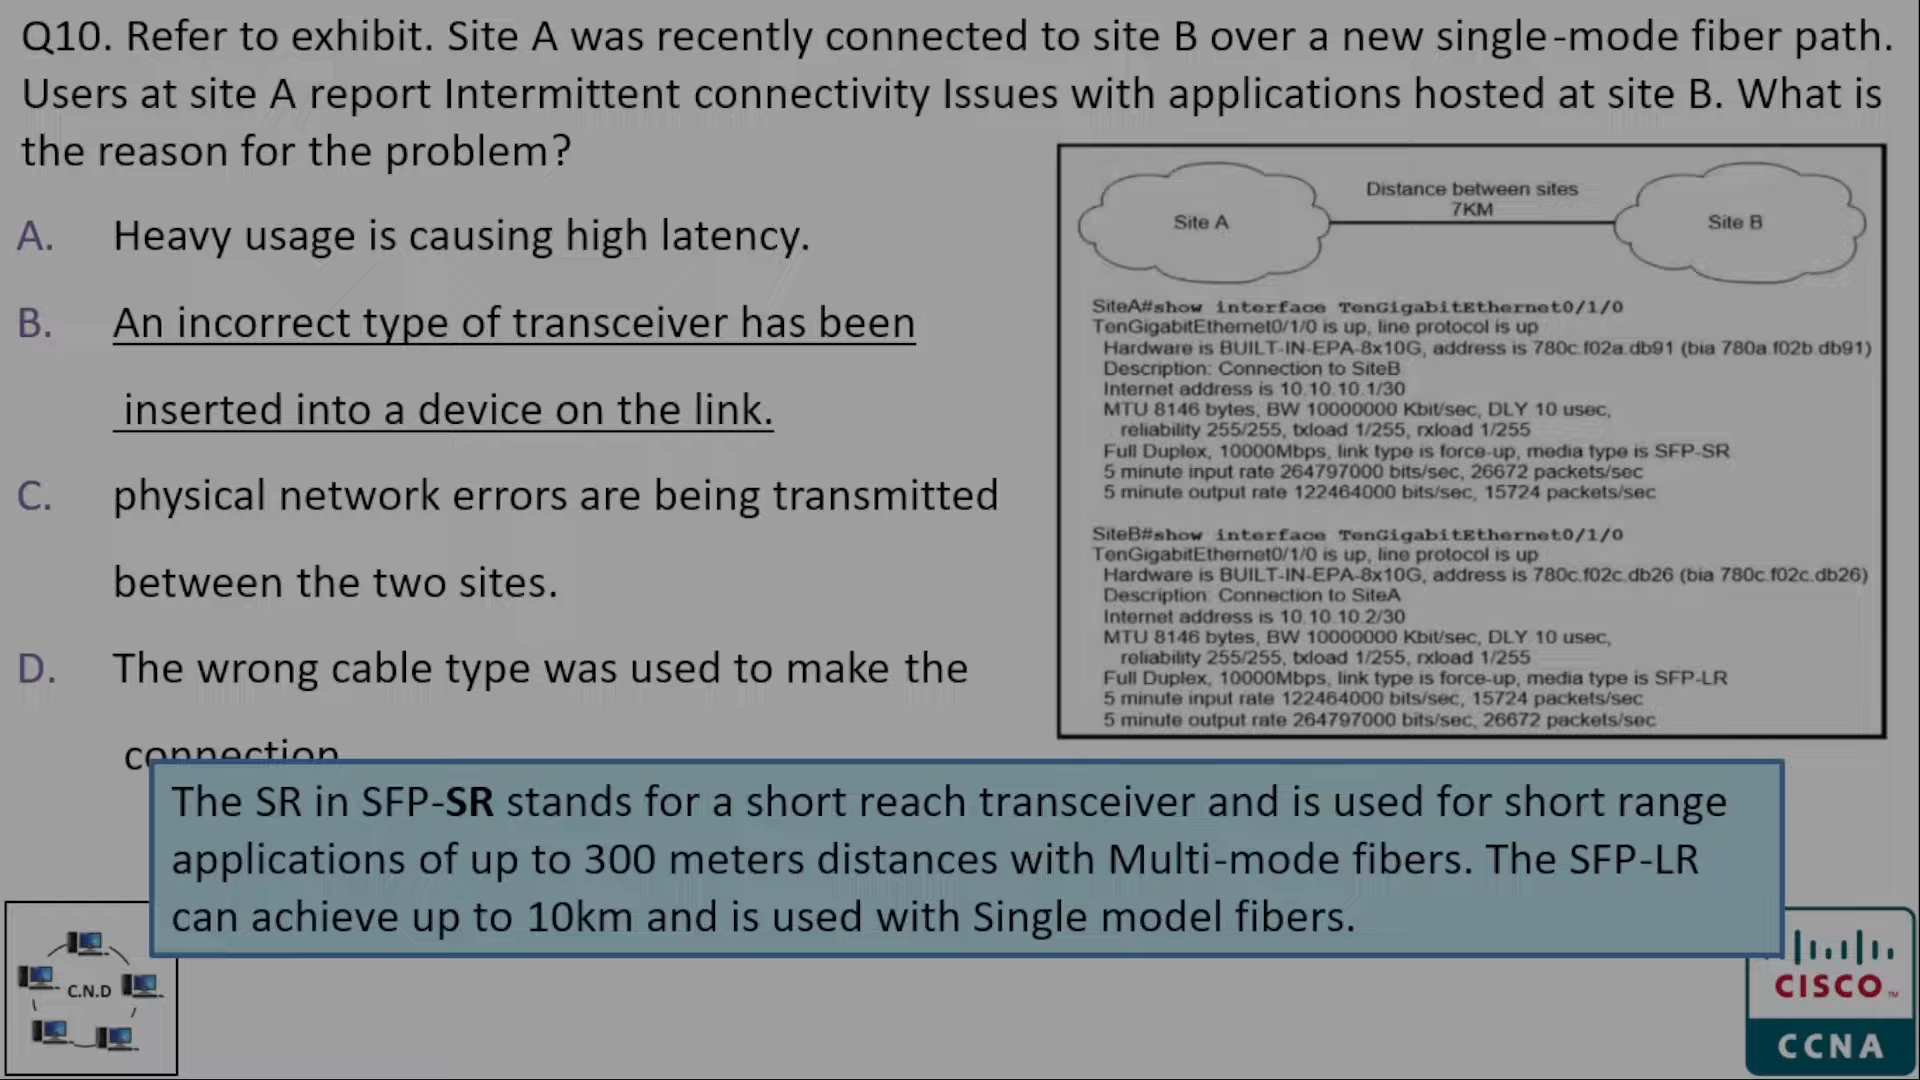 Q10. Refer to exhibit. Site A was recently connected to site B over a new single-mode fiber path.
Users at site A report Intermittent connectivity Issues with applications hosted at site B. What is
the reason for the problem?
A. Heavy usage is causing high latency.
B. An incorrect type of transceiver has been
inserted into a device on the link.
C. physical network errors are being transmitted
between the two sites.
D. The wrong cable type was used to make the
connection
Distance between sites
7KM
Site A
Site B
SiteA#show interface TenGigabitEthernet0/1/0
TenGigabitEthernet0/1/0 is up, line protocol is up
Hardware is BUILT-IN-EPA-8x10G, address is 780c.f02a.db91 (bia 780a.f02b.db91)
Description: Connection to SiteB
Internet address is 10.10.10.1/30
MTU 8146 bytes, BW 10000000 Kbit/sec, DLY 10 usec,
reliability 255/255, txload 1/255, rxload 1/255
Full Duplex, 10000Mbps, link type is force-up, media type is SFP-SR
5 minute input rate 264797000 bits/sec, 26672 packets/sec
5 minute output rate 122464000 bits/sec, 15724 packets/sec
SiteB#show interface TenGigabitEthernet0/1/0
TenGigabitEthernet0/1/0 is up, line protocol is up
Hardware is BUILT-IN-EPA-8x10G, address is 780c.f02c.db26 (bia 780c.f02c.db26)
Description: Connection to SiteA
Internet address is 10.10.10.2/30
MTU 8146 bytes, BW 10000000 Kbit/sec, DLY 10 usec,
reliability 255/255, txload 1/255, rxload 1/255
Full Duplex, 10000Mbps, link type is force-up, media type is SFP-LR
5 minute input rate 122464000 bits/sec, 15724 packets/sec
5 minute output rate 264797000 bits/sec, 26672 packets/sec
The SR in SFP-SR stands for a short reach transceiver and is used for short range
applications of up to 300 meters distances with Multi-mode fibers. The SFP-LR
can achieve up to 10km and is used with Single model fibers.
C.N.D
CISCO™
CCNA